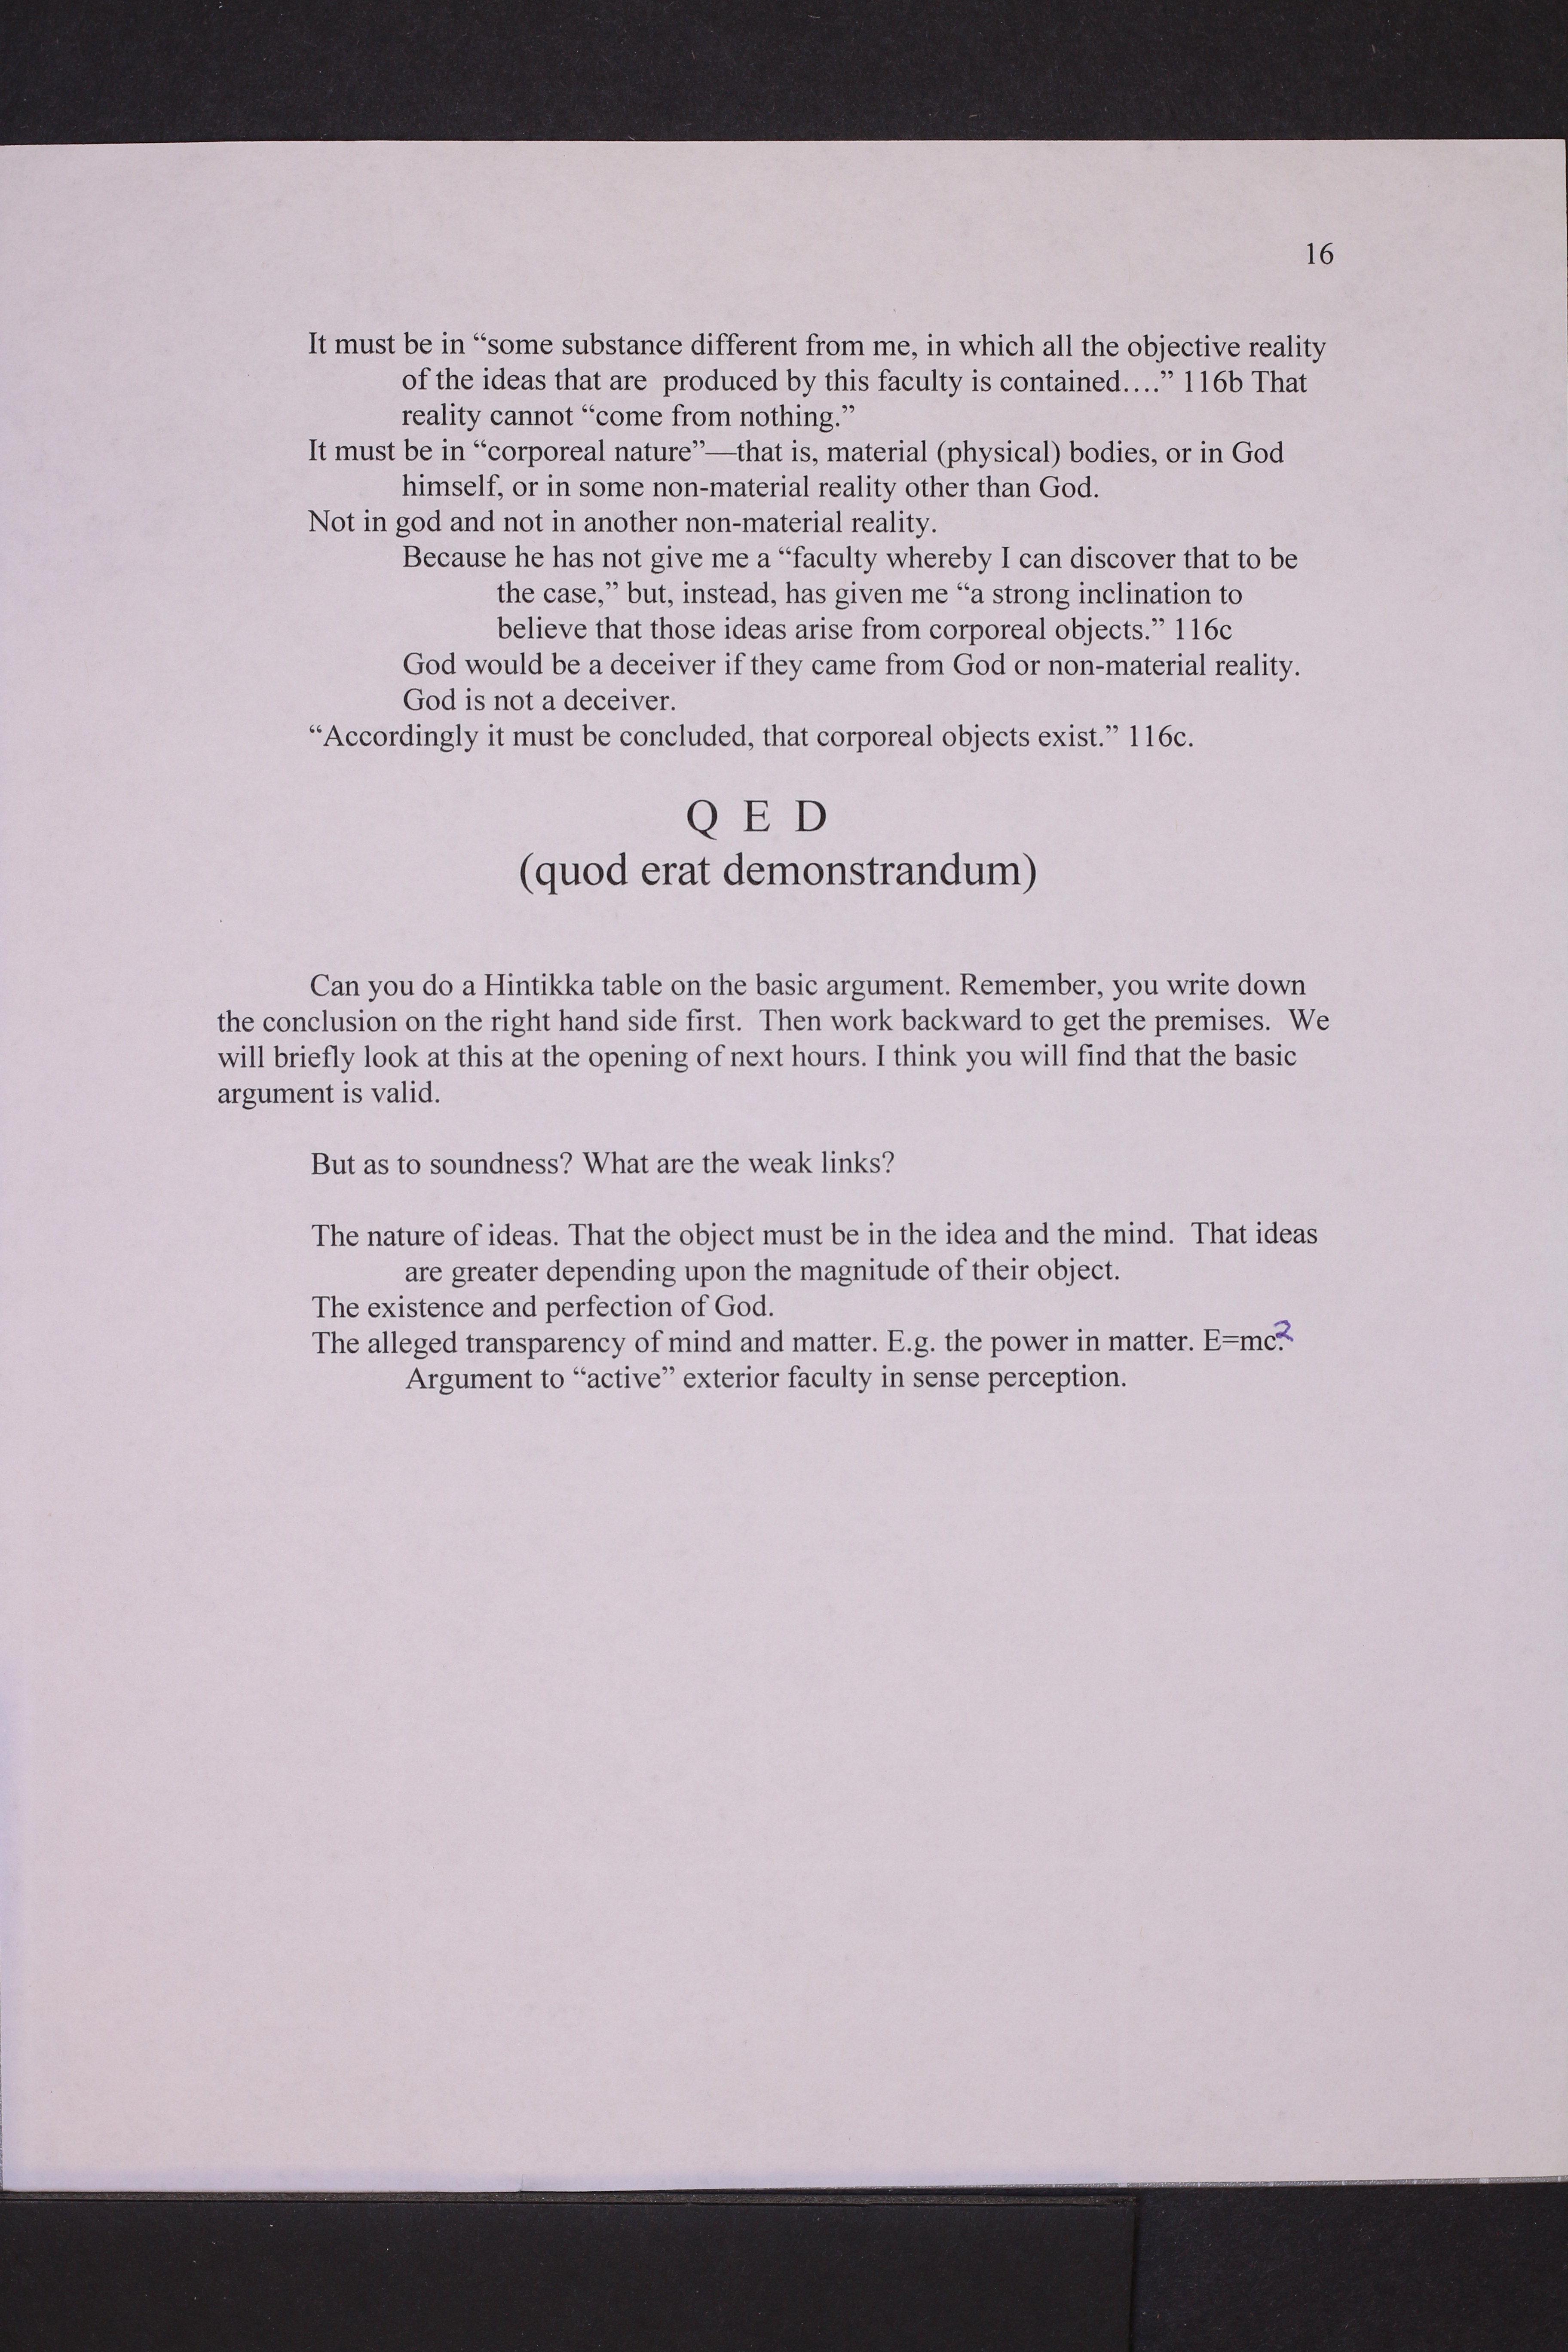 16
It must be in “some substance different from me, in which all the objective reality
of the ideas that are produced by this faculty is contained….” 116b That
reality cannot “come from nothing.”
It must be in “corporeal nature”—that is, material (physical) bodies, or in God
himself, or in some non-material reality other than God.
Not in god and not in another non-material reality.
Because he has not give me a “faculty whereby I can discover that to be
the case,” but, instead, has given me “a strong inclination to
believe that those ideas arise from corporeal objects.” 116c
God would be a deceiver if they came from God or non-material reality.
God is not a deceiver.
“Accordingly it must be concluded, that corporeal objects exist.” 116c.
Q E D
(quod erat demonstrandum)
Can you do a Hintikka table on the basic argument. Remember, you write down
the conclusion on the right hand side first. Then work backward to get the premises. We
will briefly look at this at the opening of next hours. I think you will find that the basic
argument is valid.
But as to soundness? What are the weak links?
The nature of ideas. That the object must be in the idea and the mind. That ideas
are greater depending upon the magnitude of their object.
The existence and perfection of God.
The alleged transparency of mind and matter. E.g. the power in matter. E=mc².
Argument to “active” exterior faculty in sense perception.